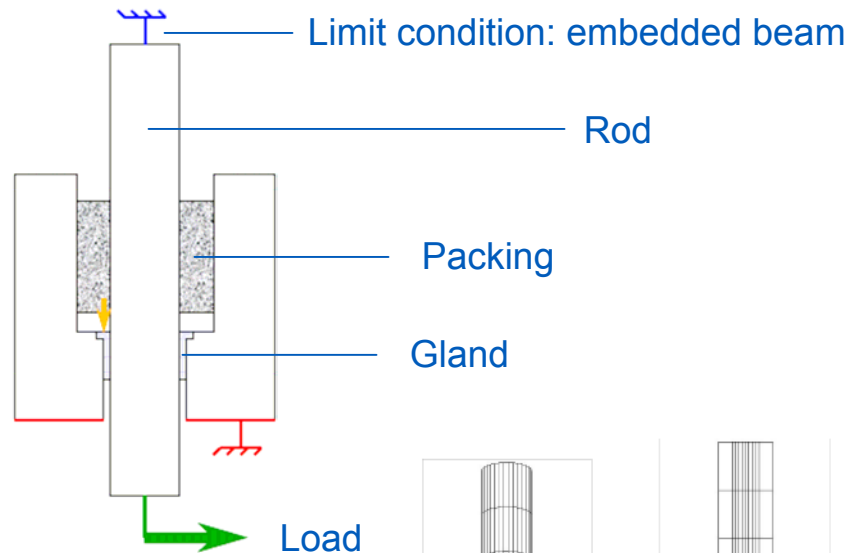 Limit condition: embedded beam
Rod
Packing
Gland
Load